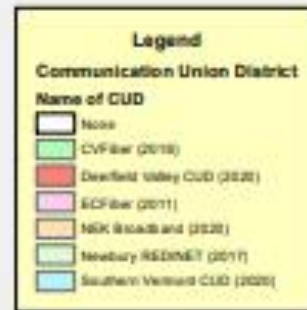 Legend
Communication Union District
Name of CUD
None
CVFiber (2018)
Deerfield Valley CUD (2020)
ECFiber (2011)
NEK Broadband (2020)
Newbury REDINET (2017)
Southern Vermont CUD (2020)